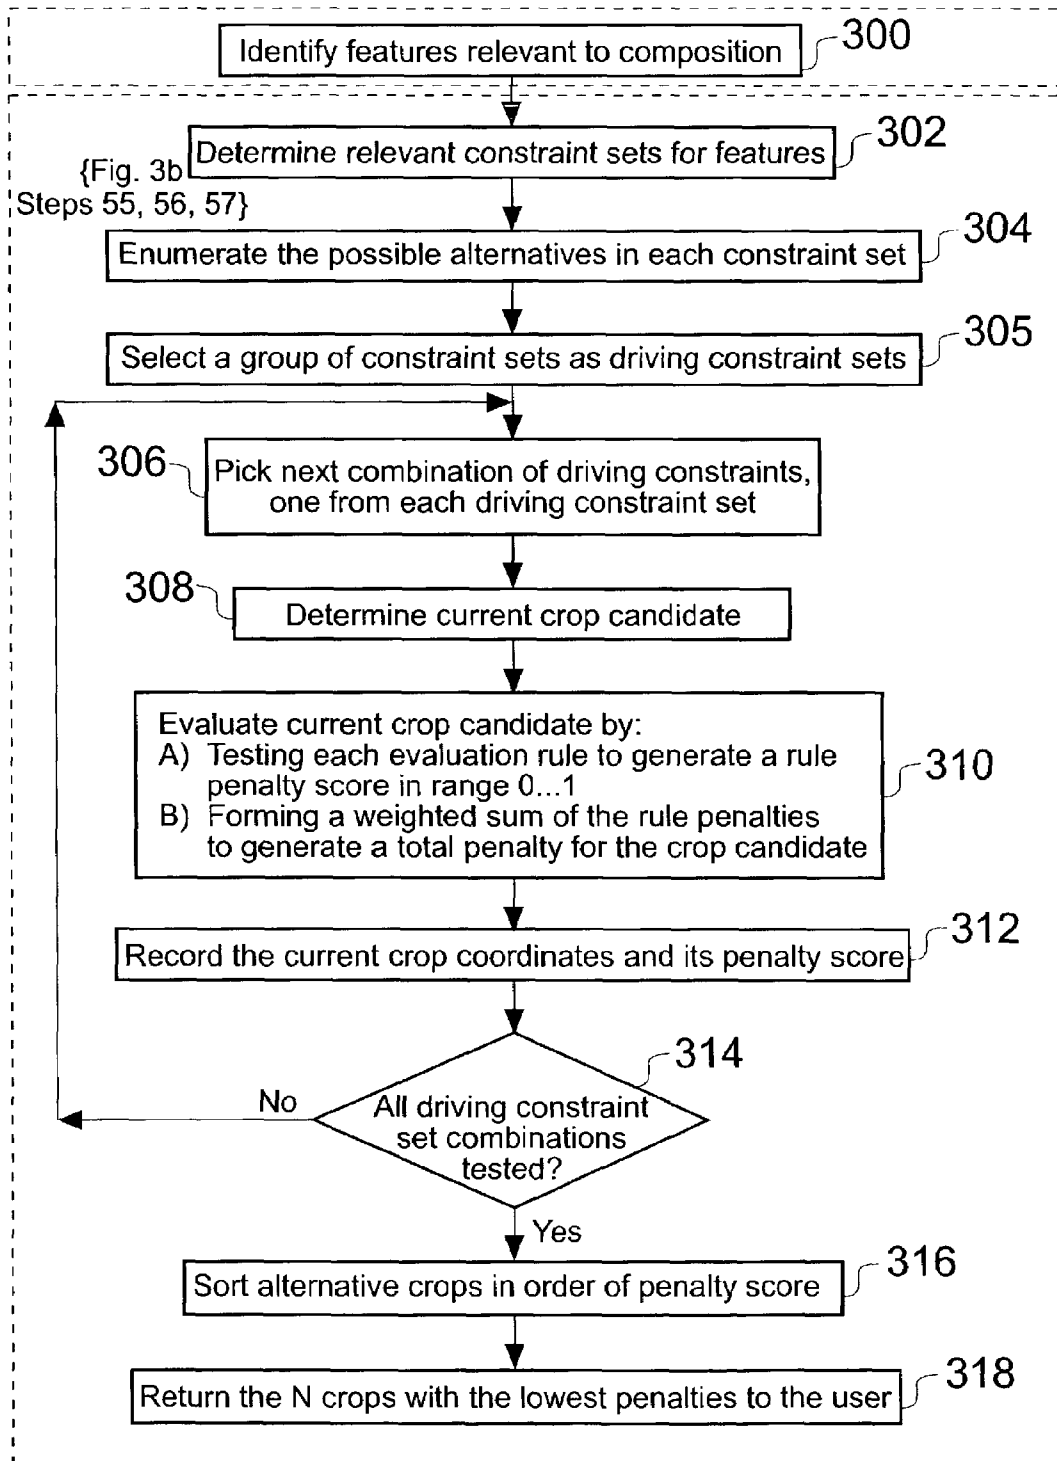 Identify features relevant to composition
300
Determine relevant constraint sets for features
302
{Fig. 3b
Steps 55, 56, 57}
Enumerate the possible alternatives in each constraint set
304
Select a group of constraint sets as driving constraint sets
305
306
Pick next combination of driving constraints,
one from each driving constraint set
308
Determine current crop candidate
Evaluate current crop candidate by:
A) Testing each evaluation rule to generate a rule
penalty score in range 0...1
B) Forming a weighted sum of the rule penalties
to generate a total penalty for the crop candidate
310
Record the current crop coordinates and its penalty score
312
314
No
All driving constraint
set combinations
tested?
Yes
Sort alternative crops in order of penalty score
316
Return the N crops with the lowest penalties to the user
318